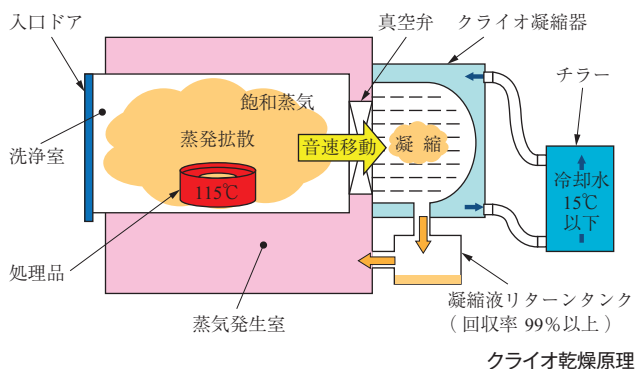 入口ドア
真空弁
クライオ凝縮器
チラー
飽和蒸気
蒸発拡散
音速移動
凝縮
洗浄室
115℃
冷却水
15℃
以下
処理品
蒸気発生室
凝縮液リターンタンク
（回収率 99%以上）
クライオ乾燥原理